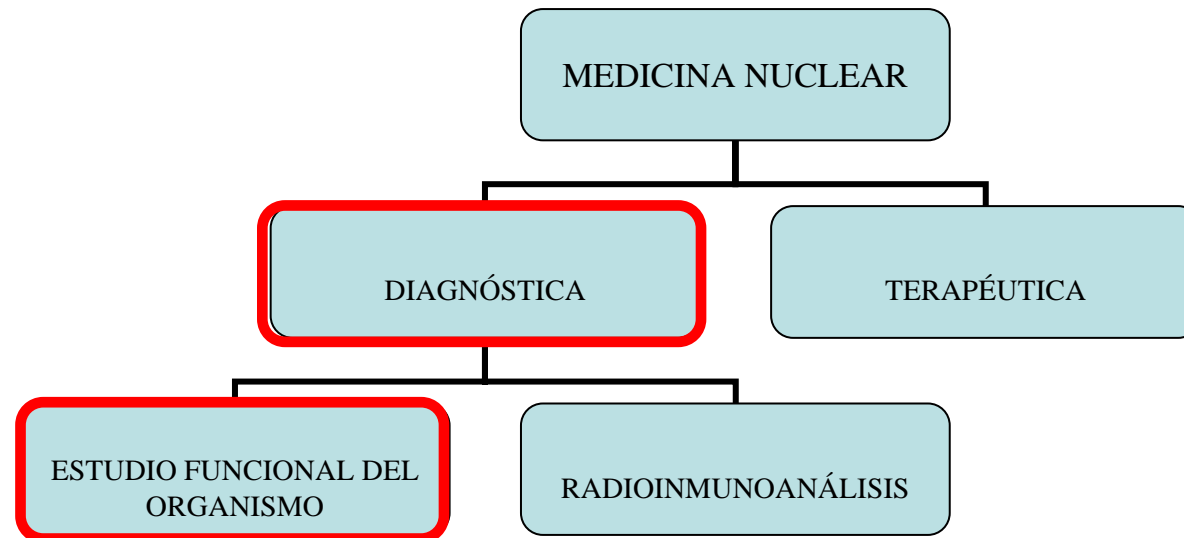 MEDICINA NUCLEAR
DIAGNÓSTICA
TERAPÉUTICA
ESTUDIO FUNCIONAL DEL
ORGANISMO
RADIOINMUNOANÁLISIS